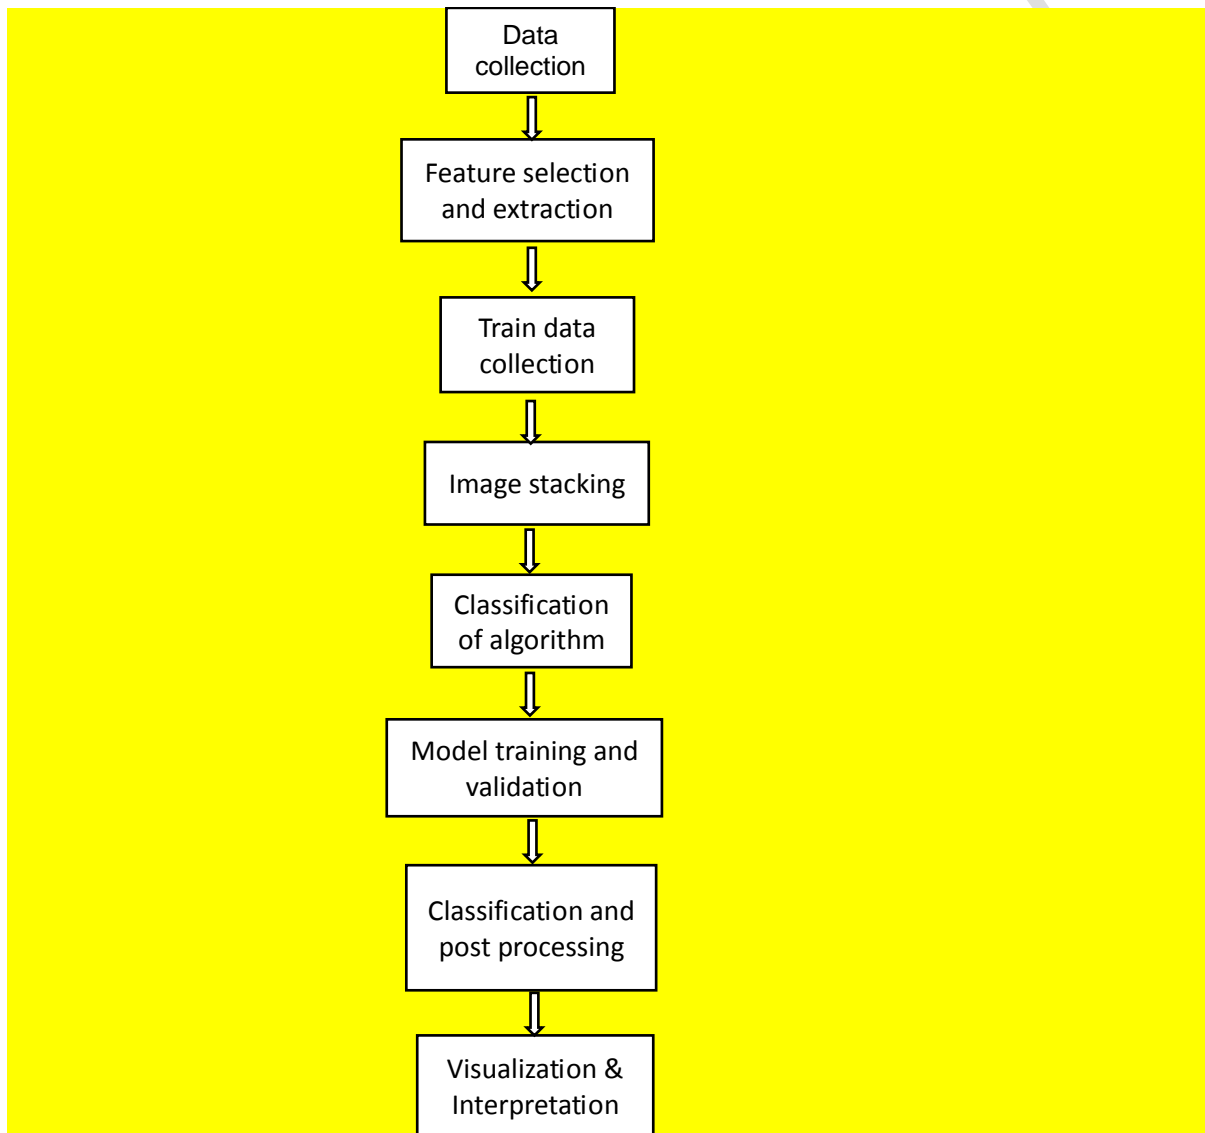 Data
collection
Feature selection
and extraction
Train data
collection
Image stacking
Classification
of algorithm
Model training and
validation
Classification and
post processing
Visualization &
Interpretation